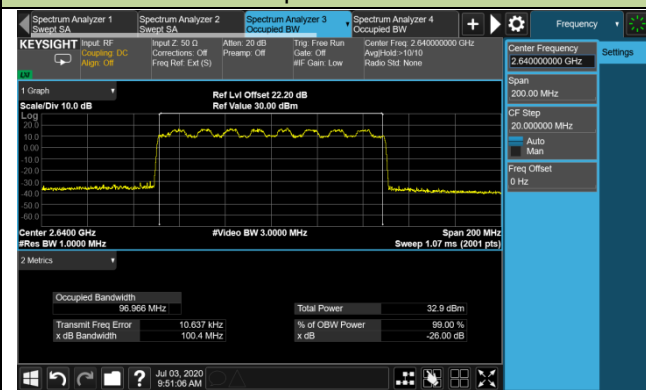 Spectrum Analyzer 1
Swept SA
Spectrum Analyzer 2
Swept SA
Spectrum Analyzer 3
Occupied BW
Spectrum Analyzer 4
Occupied BW
Frequency
KEYSIGHT
Input: RF
Coupling: DC
Align: Off
Input Z: 50 Ω
Corrections: Off
Freq Ref: Ext (S)
Atten: 20 dB
Preamp: Off
Trig: Free Run
Gate: Off
#IF Gain: Low
Center Freq: 2.640000000 GHz
Avg|Hold:>10/10
Radio Std: None
LXI
1 Graph
Scale/Div 10.0 dB
Ref Lvl Offset 22.20 dB
Ref Value 30.00 dBm
Log
20.0
10.0
0.00
-10.0
-20.0
-30.0
-40.0
-50.0
-60.0
Center 2.6400 GHz
#Res BW 1.0000 MHz
#Video BW 3.0000 MHz
Span 200 MHz
Sweep 1.07 ms (2001 pts)
2 Metrics
Occupied Bandwidth
96.966 MHz
Total Power 32.9 dBm
Transmit Freq Error 10.637 kHz
% of OBW Power 99.00 %
x dB Bandwidth 100.4 MHz
x dB -26.00 dB
Center Frequency
2.640000000 GHz
Settings
Span
200.00 MHz
CF Step
20.000000 MHz
Auto
Man
Freq Offset
0 Hz
?
Jul 03, 2020
9:51:06 AM